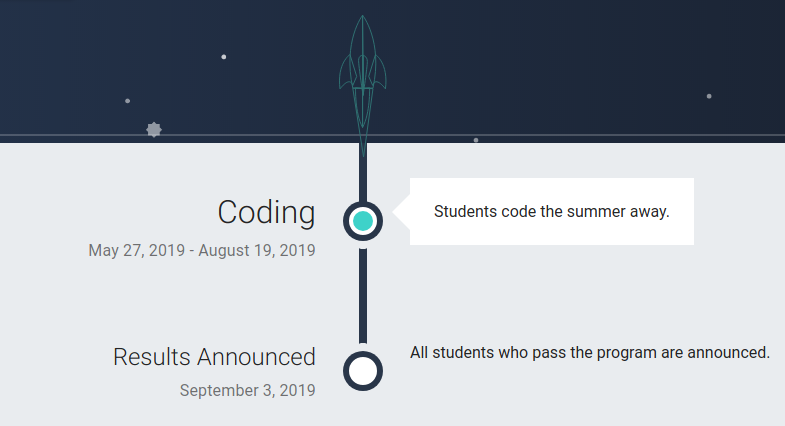 Coding
Students code the summer away.
May 27, 2019 - August 19, 2019
Results Announced
All students who pass the program are announced.
September 3, 2019